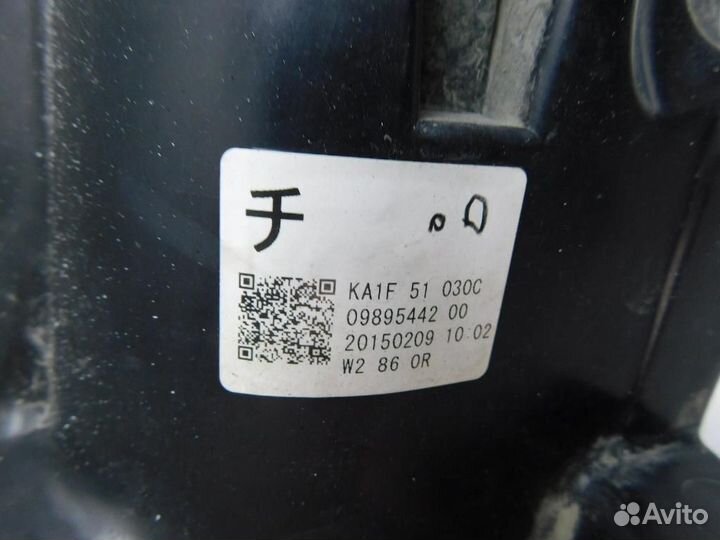 チ
KA1F 51 030C
09895442 00
20150209 10:02
W2 86 0R
Avito